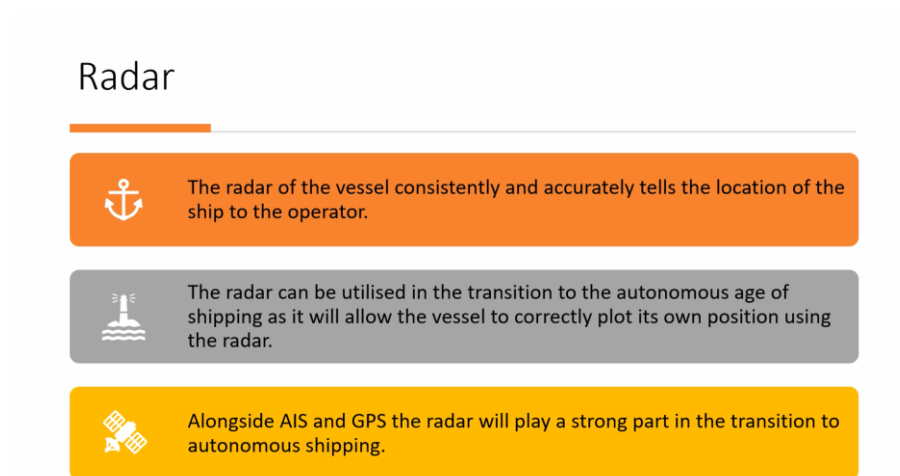 Radar
The radar of the vessel consistently and accurately tells the location of the
ship to the operator.
The radar can be utilised in the transition to the autonomous age of
shipping as it will allow the vessel to correctly plot its own position using
the radar.
Alongside AIS and GPS the radar will play a strong part in the transition to
autonomous shipping.